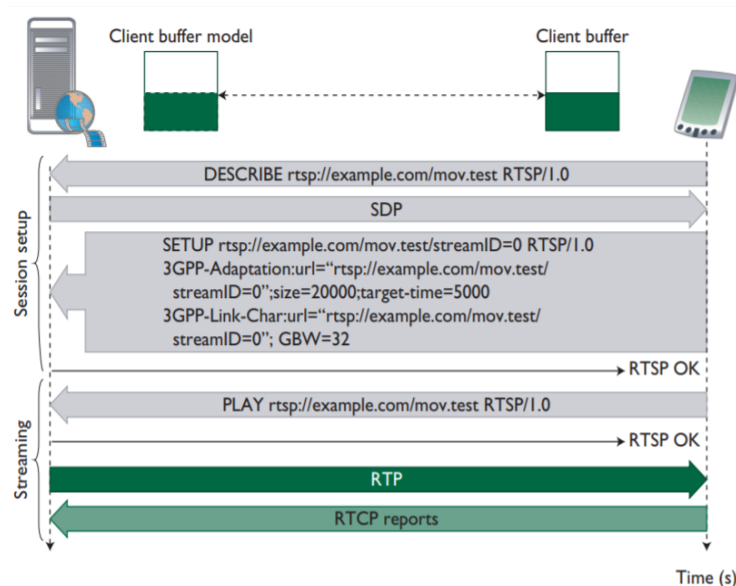 Client buffer model
Client buffer
Session setup
DESCRIBE rtsp://example.com/mov.test RTSP/1.0
SDP
SETUP rtsp://example.com/mov.test/streamID=0 RTSP/1.0
3GPP-Adaptation:url=“rtsp://example.com/mov.test/
streamID=0”;size=20000;target-time=5000
3GPP-Link-Char:url=“rtsp://example.com/mov.test/
streamID=0”; GBW=32
RTSP OK
Streaming
PLAY rtsp://example.com/mov.test RTSP/1.0
RTSP OK
RTP
RTCP reports
Time (s)